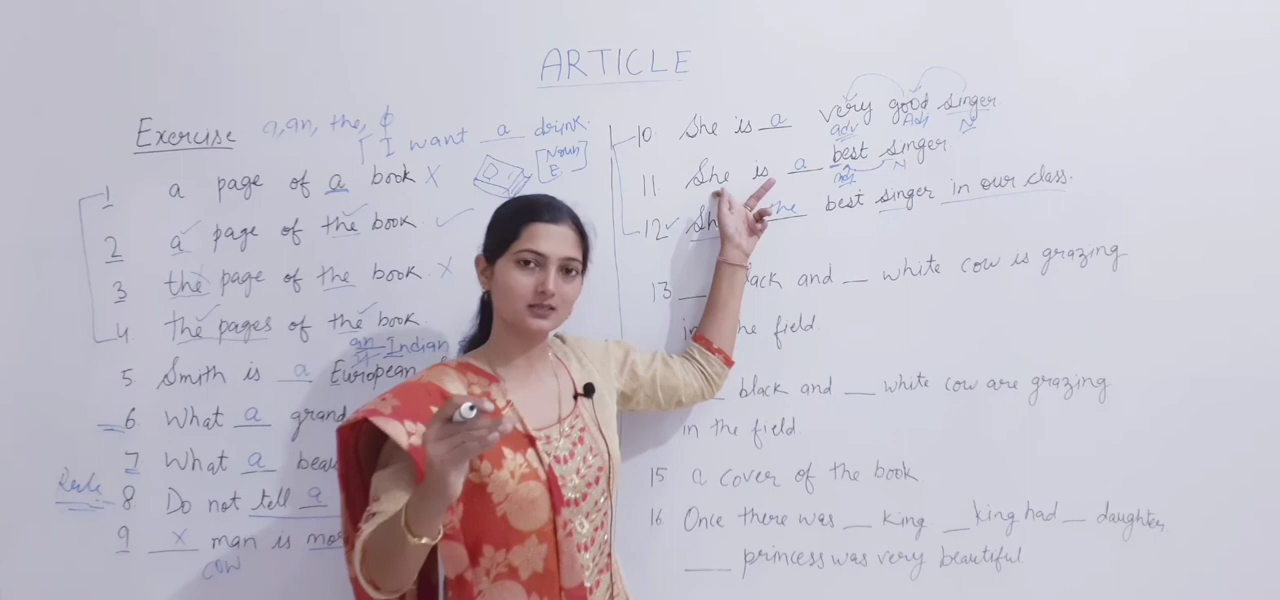 ARTICLE
Exercise a, an, the, ϕ
I want a drink.
[Noun
E]
1 a page of a book X
2 a page of the book ✓
3 the page of the book X
4 the pages of the book
an Indian
5. Smith is a European
6. What a grand
7. What a
Rule
8. Do not tell a
9 x man is
cow
10. She is a very good singer
adv Adj N
11. She is a best singer.
Adj N
12. the best singer in our class.
13 and _ white cow is grazing
the field.
_ black and _ white cow are grazing
in the field.
15 a cover of the book
16. Once there was _ king _ king had _ daughter.
_ princess was very beautiful